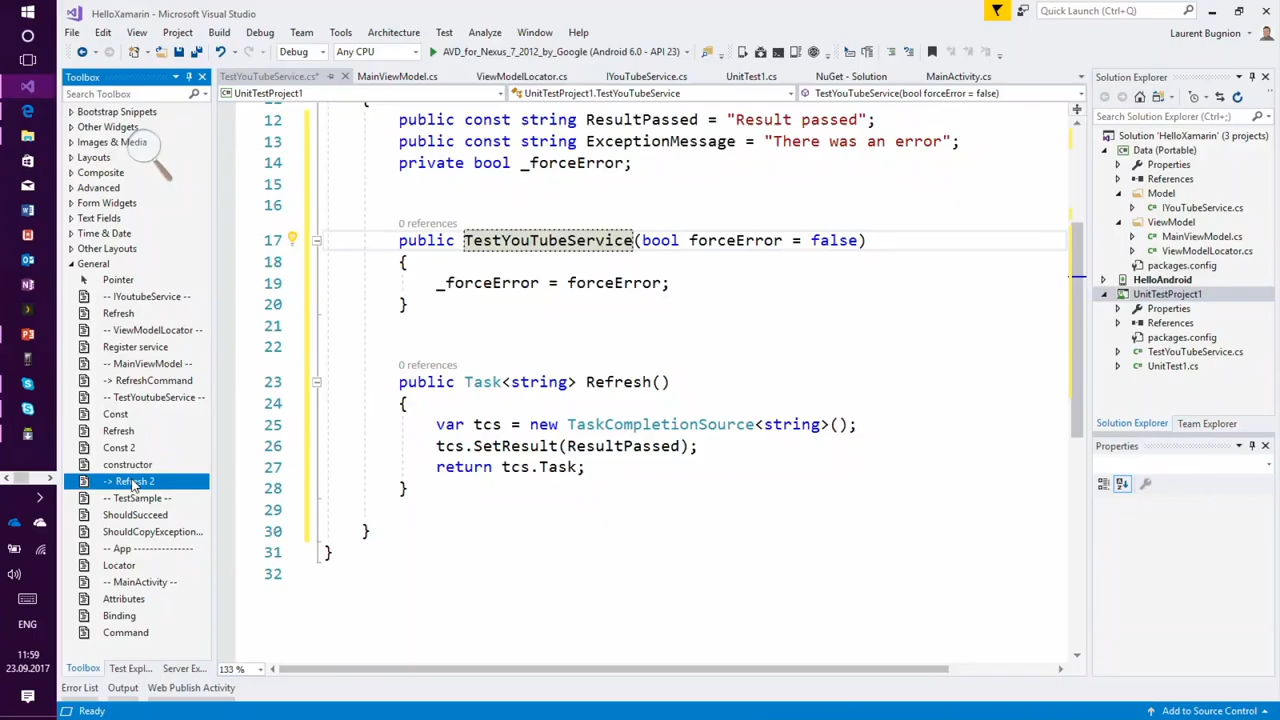 HelloXamarin - Microsoft Visual Studio
Quick Launch (Ctrl+Q)
File Edit View Project Build Debug Team Tools Architecture Test Analyze Window Help
Laurent Bugnion
Debug Any CPU AVD_for_Nexus_7_2012_by_Google (Android 6.0 - API 23)
Toolbox
TestYouTubeService.cs* MainViewModel.cs ViewModelLocator.cs IYouTubeService.cs UnitTest1.cs NuGet - Solution MainActivity.cs
Search Toolbox
UnitTestProject1 UnitTestProject1.TestYouTubeService TestYouTubeService(bool forceError = false)
Bootstrap Snippets
Other Widgets
Images & Media
Layouts
Composite
Advanced
Form Widgets
Text Fields
Time & Date
Other Layouts
General
Pointer
-- IYoutubeService --
Refresh
-- ViewModelLocator --
Register service
-- MainViewModel --
-> RefreshCommand
-- TestYoutubeService --
Const
Refresh
Const 2
constructor
-> Refresh 2
-- TestSample --
ShouldSucceed
ShouldCopyException...
-- App ---------------
Locator
-- MainActivity --
Attributes
Binding
Command
Toolbox Test Expl... Server Ex...
12 public const string ResultPassed = "Result passed";
13 public const string ExceptionMessage = "There was an error";
14 private bool _forceError;
15
16
0 references
17 public TestYouTubeService(bool forceError = false)
18 {
19 _forceError = forceError;
20 }
21
22
0 references
23 public Task<string> Refresh()
24 {
25 var tcs = new TaskCompletionSource<string>();
26 tcs.SetResult(ResultPassed);
27 return tcs.Task;
28 }
29
30 }
31 }
32
133 %
Solution Explorer
Search Solution Explorer
Solution 'HelloXamarin' (3 projects)
Data (Portable)
Properties
References
Model
IYouTubeService.cs
ViewModel
MainViewModel.cs
ViewModelLocator.cs
packages.config
HelloAndroid
UnitTestProject1
Properties
References
packages.config
TestYouTubeService.cs
UnitTest1.cs
Solution Explorer Team Explorer
Properties
ENG
11:59
23.09.2017
Error List Output Web Publish Activity
Ready
Add to Source Control